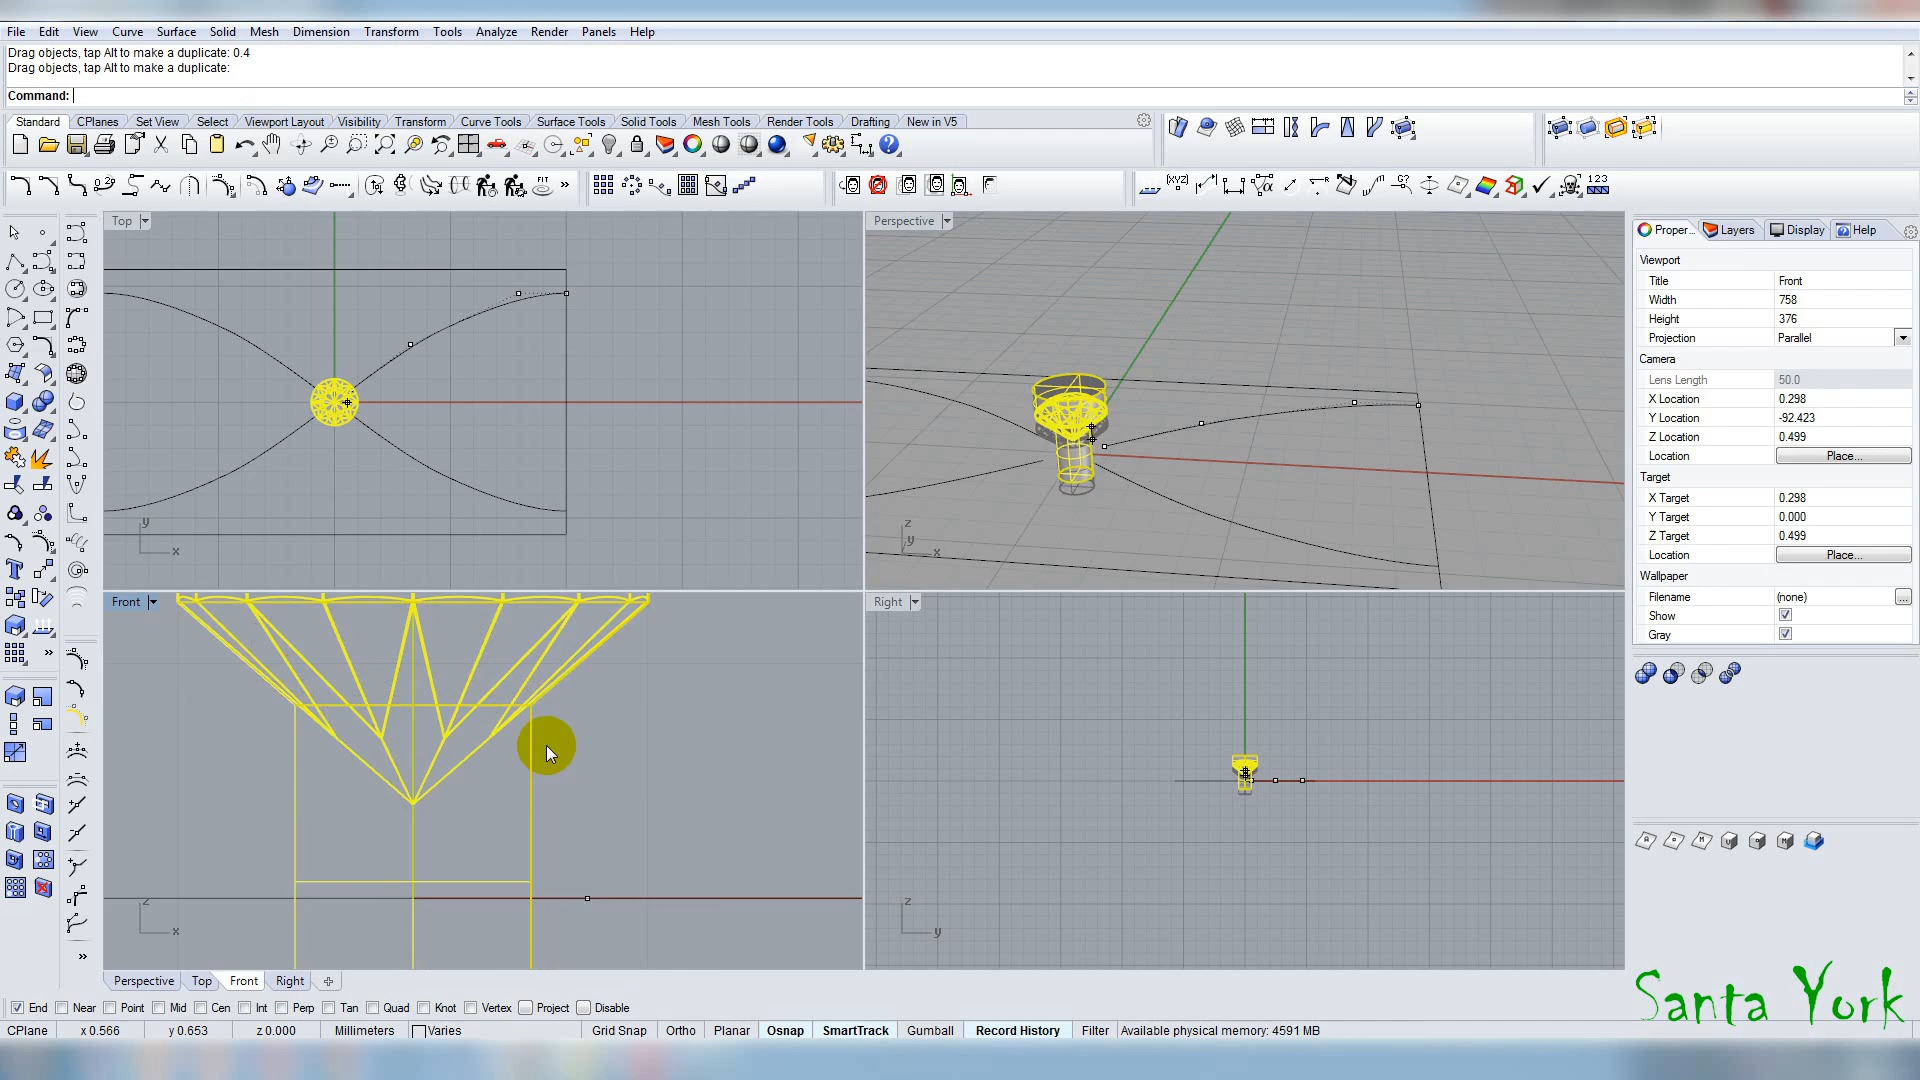 File Edit View Curve Surface Solid Mesh Dimension Transform Tools Analyze Render Panels Help
Drag objects, tap Alt to make a duplicate: 0.4
Drag objects, tap Alt to make a duplicate:
Command:
Standard CPlanes Set View Select Viewport Layout Visibility Transform Curve Tools Surface Tools Solid Tools Mesh Tools Render Tools Drafting New in V5
Top
Perspective
Proper... Layers Display Help
Viewport
Title Front
Width 758
Height 376
Projection Parallel
Camera
Lens Length 50.0
X Location 0.298
Y Location -92.423
Z Location 0.499
Location Place...
Target
X Target 0.298
Y Target 0.000
Z Target 0.499
Location Place...
Wallpaper
Filename (none) ...
Show
Gray
y
x
z
y
x
Front
Right
z
x
z
y
Perspective Top Front Right
End Near Point Mid Cen Int Perp Tan Quad Knot Vertex Project Disable
CPlane x 0.566 y 0.653 z 0.000 Millimeters Varies Grid Snap Ortho Planar Osnap SmartTrack Gumball Record History Filter Available physical memory: 4591 MB
Santa York